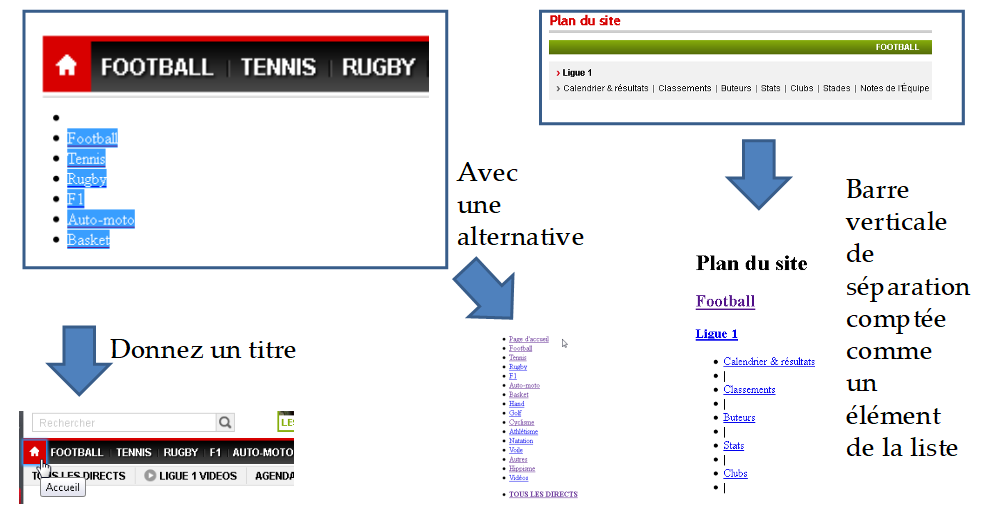 FOOTBALL | TENNIS | RUGBY |
Football
Tennis
Rugby
F1
Auto-moto
Basket
Plan du site
FOOTBALL
› Ligue 1
› Calendrier & résultats | Classements | Buteurs | Stats | Clubs | Stades | Notes de l'Équipe
Avec
une
alternative
Donnez un titre
Rechercher
LES
FOOTBALL TENNIS RUGBY F1 AUTO-MOTO
TOUS LES DIRECTS LIGUE 1 VIDEOS AGENDA
Accueil
Page d'accueil
Football
Tennis
Rugby
F1
Auto-moto
Basket
Hand
Golf
Cyclisme
Athlétisme
Natation
Voile
Autres
Hippisme
Vidéos
TOUS LES DIRECTS
Plan du site
Football
Ligue 1
Calendrier & résultats
|
Classements
|
Buteurs
|
Stats
|
Clubs
|
Barre
verticale
de
séparation
comptée
comme
un
élément
de la liste